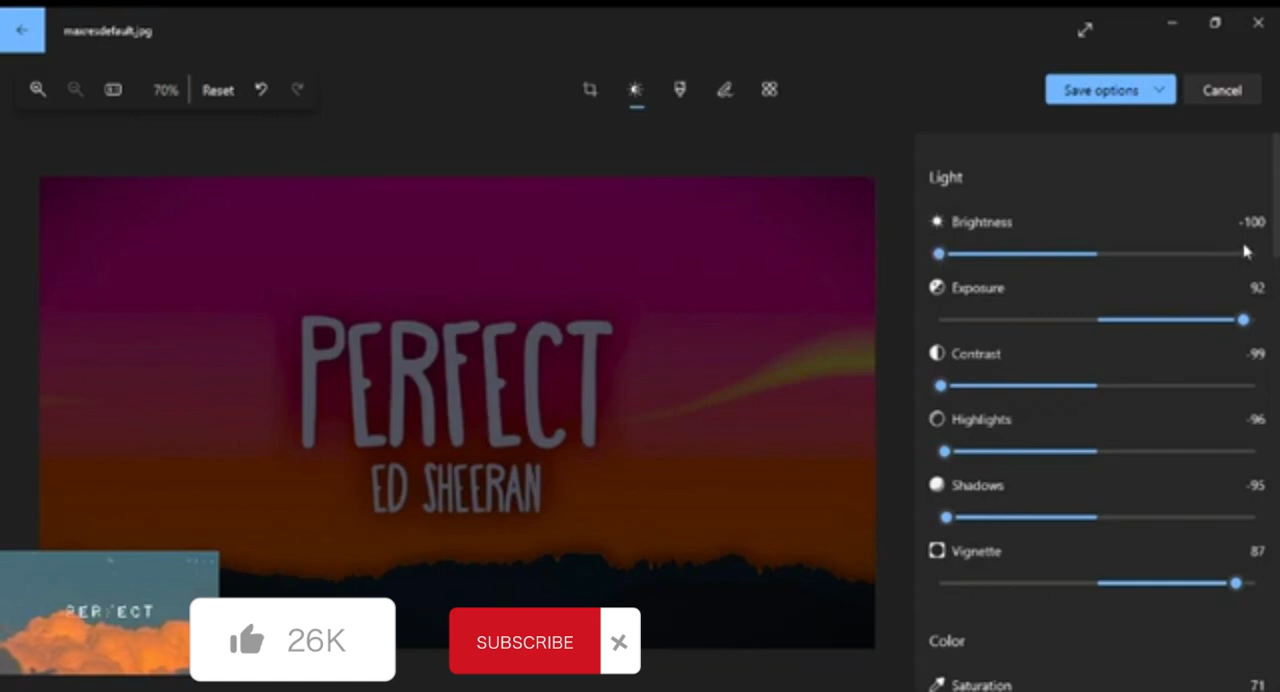 maxresdefault.jpg
70%
Reset
Save options
Cancel
Light
Brightness
-100
Exposure
92
Contrast
-99
Highlights
-96
Shadows
-95
Vignette
87
Color
Saturation
71
PERFECT
ED SHEERAN
PERFECT
26K
SUBSCRIBE